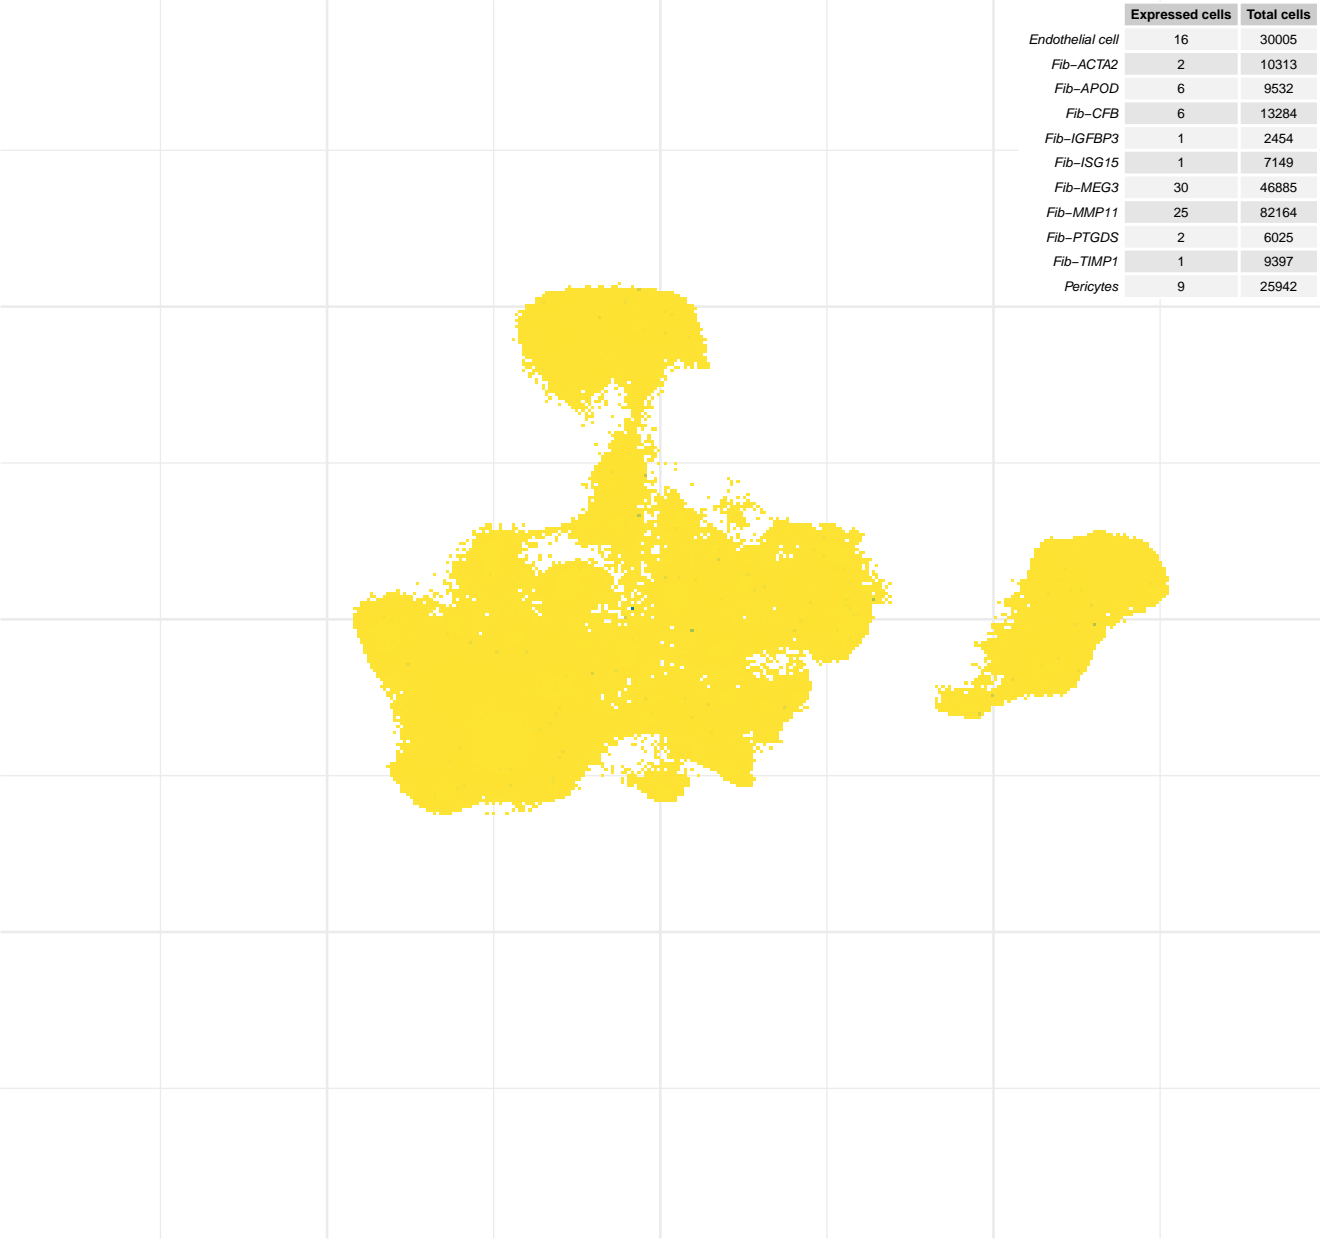 Expressed cells Total cells
Endothelial cell 16 30005
Fib−ACTA2 2 10313
Fib−APOD 6 9532
Fib−CFB 6 13284
Fib−IGFBP3 1 2454
Fib−ISG15 1 7149
Fib−MEG3 30 46885
Fib−MMP11 25 82164
Fib−PTGDS 2 6025
Fib−TIMP1 1 9397
Pericytes 9 25942